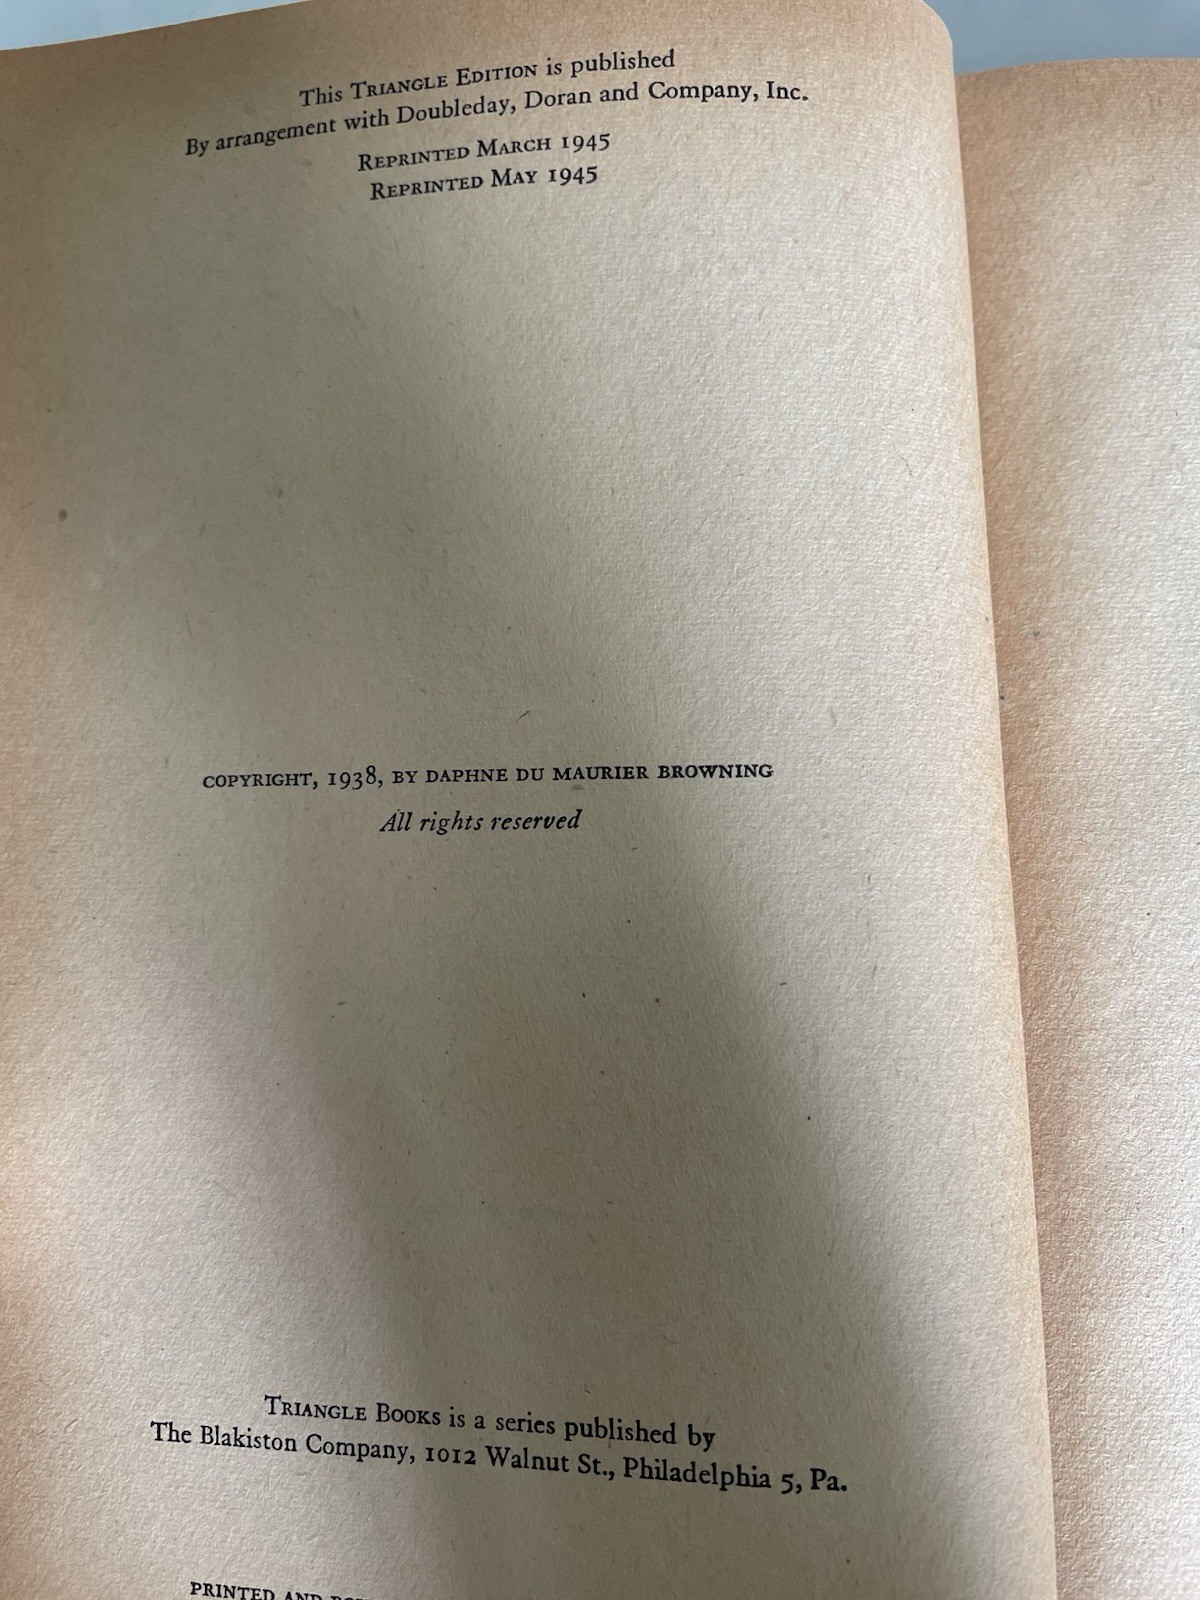 This TRIANGLE EDITION is published
By arrangement with Doubleday, Doran and Company, Inc.
REPRINTED MARCH 1945
REPRINTED MAY 1945
COPYRIGHT, 1938, BY DAPHNE DU MAURIER BROWNING
All rights reserved
TRIANGLE BOOKS is a series published by
The Blakiston Company, 1012 Walnut St., Philadelphia 5, Pa.
PRINTED AND